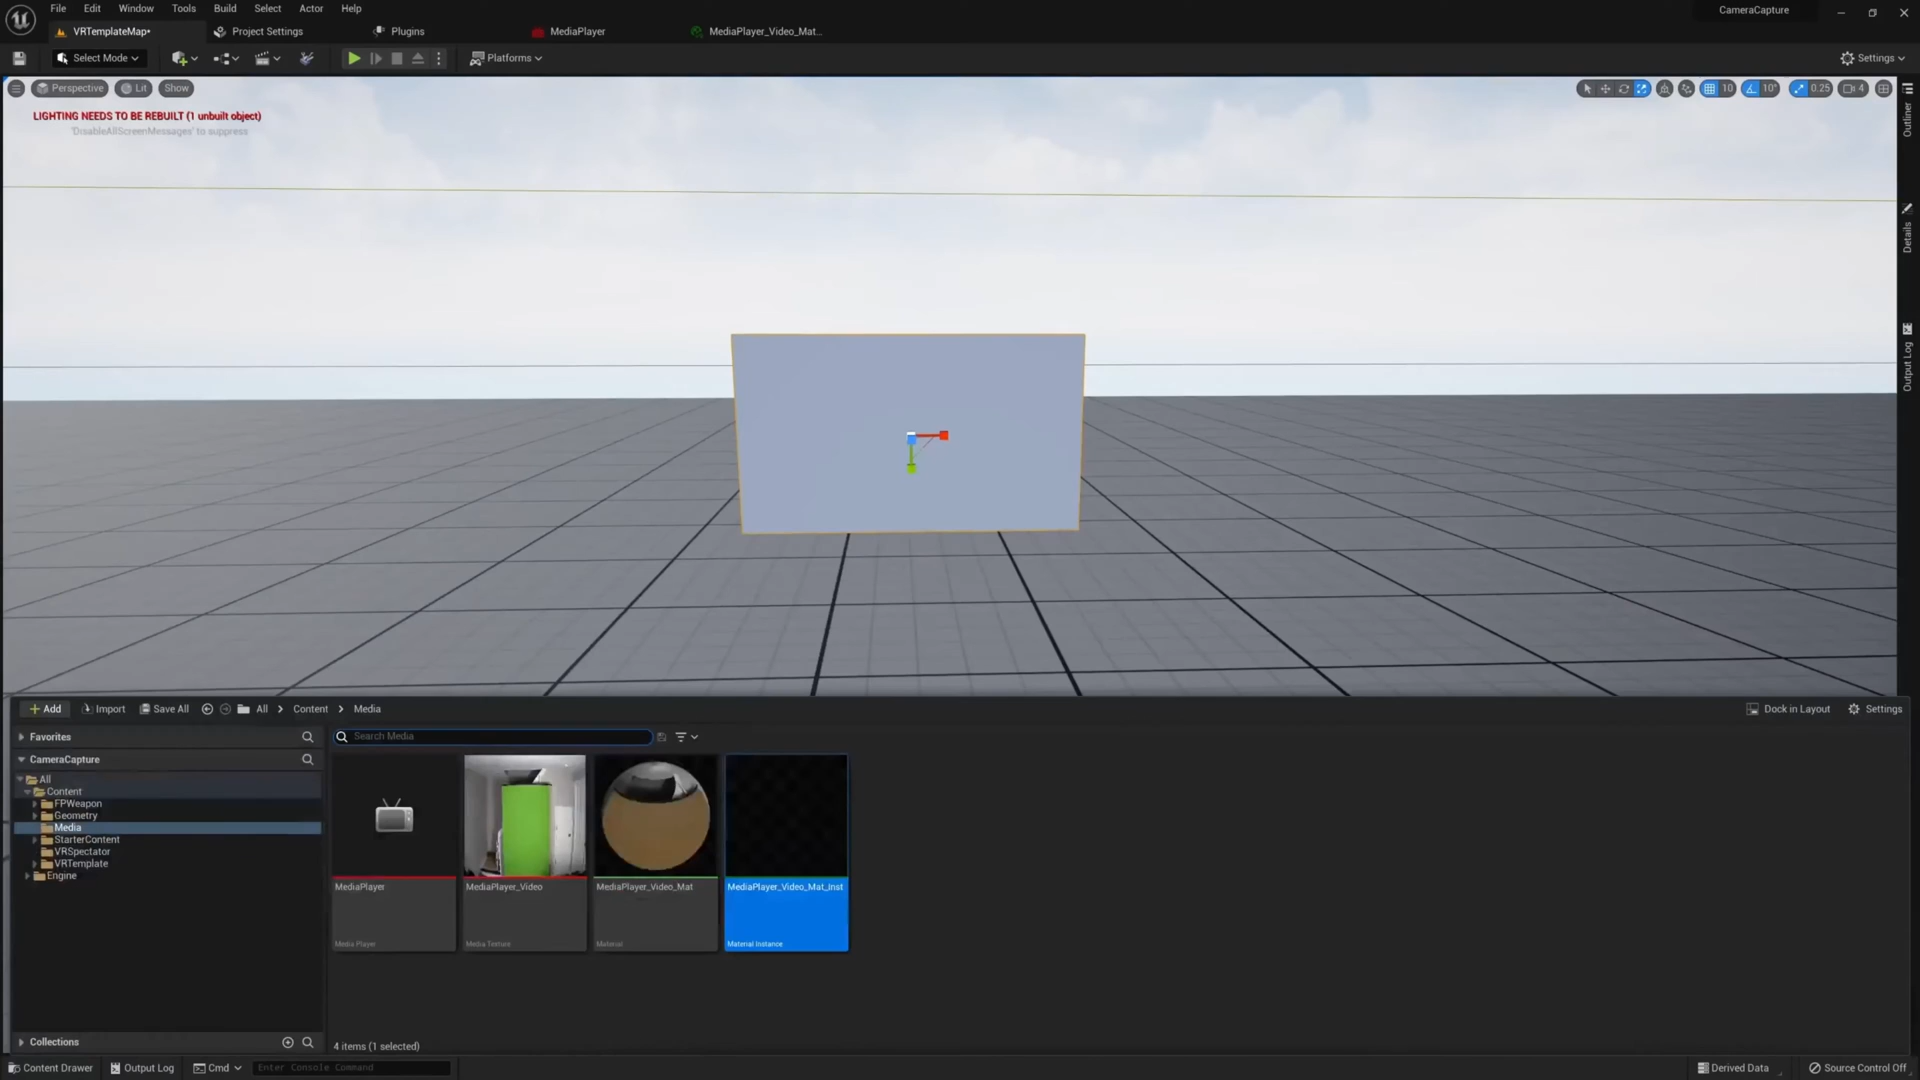 File Edit Window Tools Build Select Actor Help
CameraCapture
VRTemplateMap•
Project Settings
Plugins
MediaPlayer
MediaPlayer_Video_Mat...
Select Mode
Platforms
Settings
Perspective
Lit
Show
10
10°
0.25
4
LIGHTING NEEDS TO BE REBUILT (1 unbuilt object)
'DisableAllScreenMessages' to suppress
Outliner
Details
Output Log
Add
Import
Save All
All
Content
Media
Dock in Layout
Settings
Favorites
Search Media
CameraCapture
All
Content
FPWeapon
Geometry
Media
StarterContent
VRSpectator
VRTemplate
Engine
MediaPlayer
Media Player
MediaPlayer_Video
Media Texture
MediaPlayer_Video_Mat
Material
MediaPlayer_Video_Mat_Inst
Material Instance
Collections
4 items (1 selected)
Content Drawer
Output Log
Cmd
Enter Console Command
Derived Data
Source Control Off